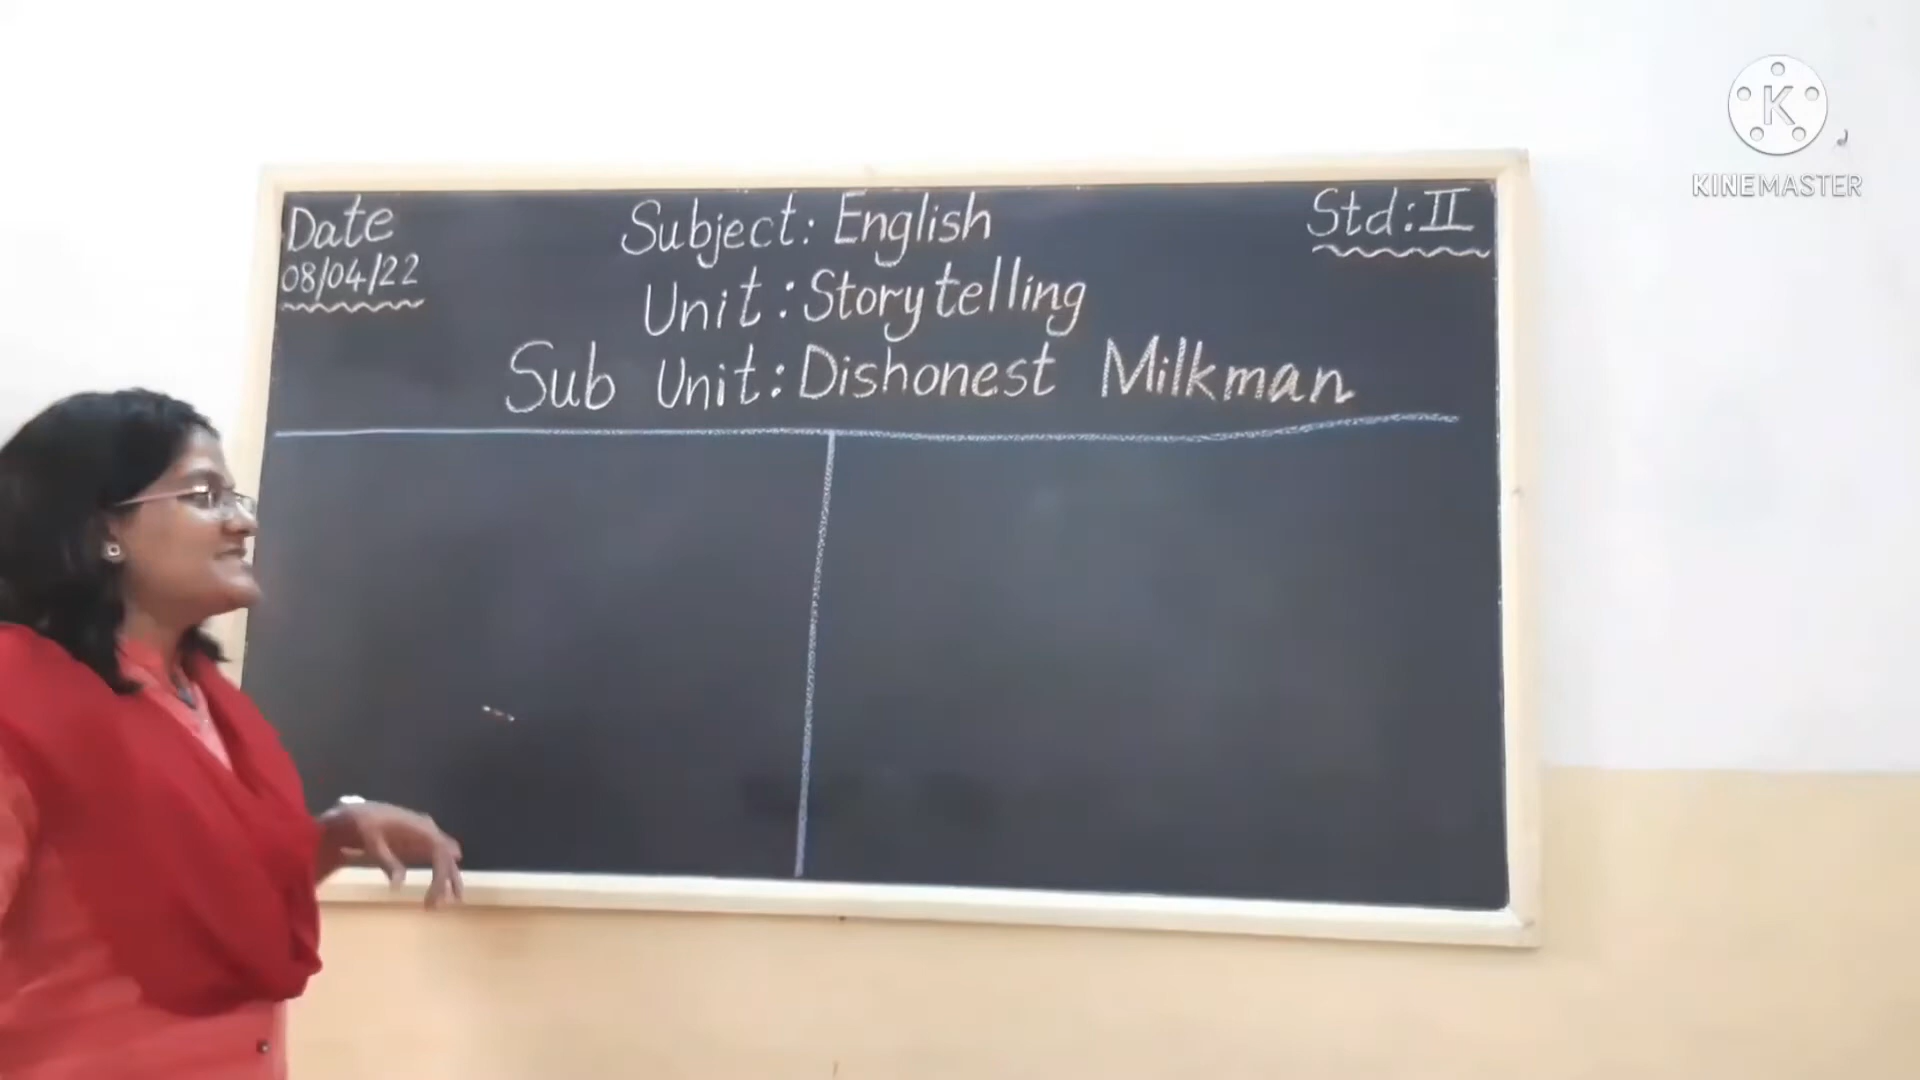 Date
08/04/22
Subject: English
Unit: Storytelling
Sub Unit: Dishonest Milkman
Std: II
K
KINEMASTER